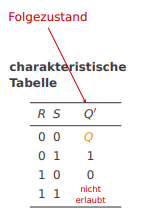 Folgezustand
charakteristische
Tabelle
R S Q′
0 0 Q
0 1 1
1 0 0
1 1 nicht
erlaubt